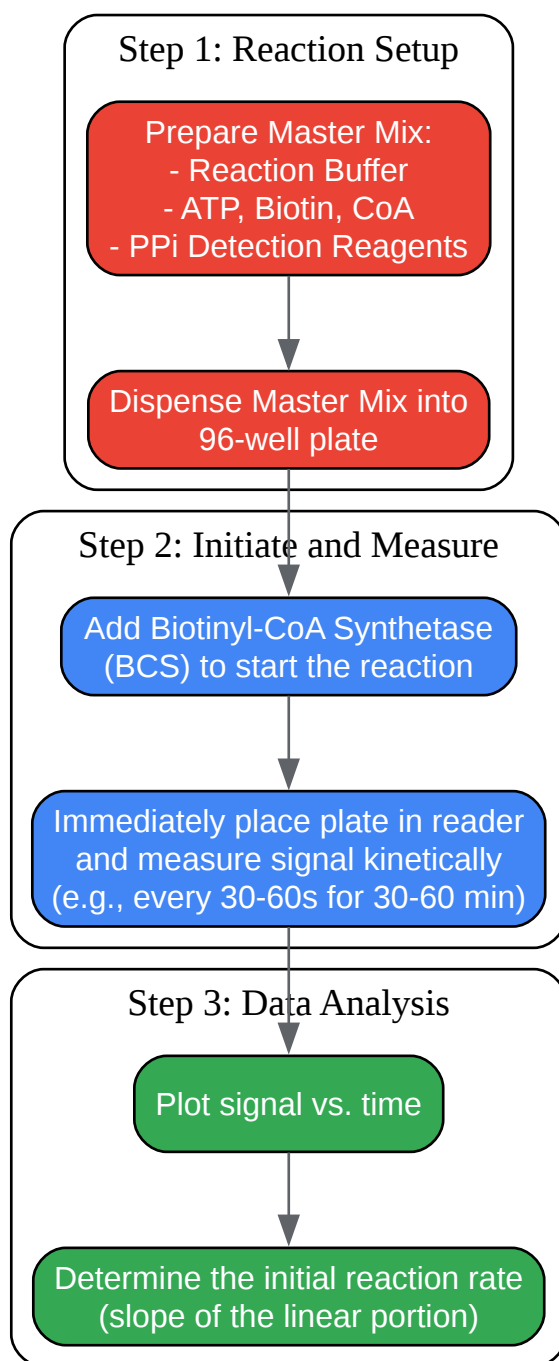 Step 1: Reaction Setup
Prepare Master Mix:
- Reaction Buffer
- ATP, Biotin, CoA
- PPi Detection Reagents
Dispense Master Mix into
96-well plate
Step 2: Initiate and Measure
Add Biotinyl-CoA Synthetase
(BCS) to start the reaction
Immediately place plate in reader
and measure signal kinetically
(e.g., every 30-60s for 30-60 min)
Step 3: Data Analysis
Plot signal vs. time
Determine the initial reaction rate
(slope of the linear portion)